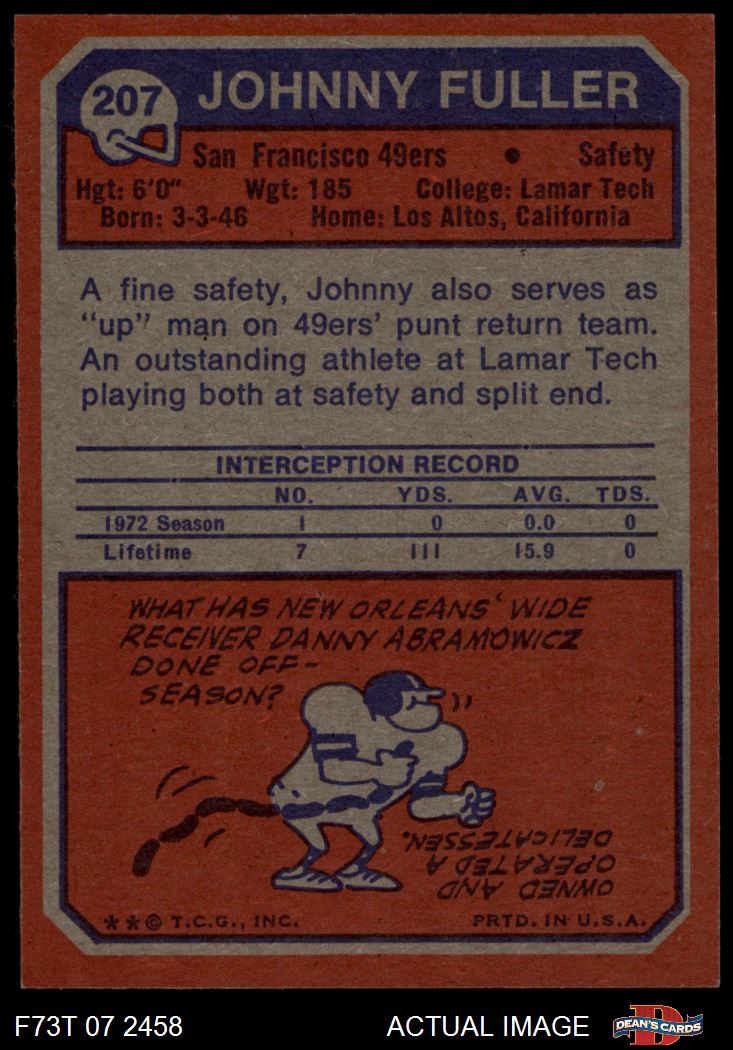 207
JOHNNY FULLER
San Francisco 49ers • Safety
Hgt: 6'0" Wgt: 185 College: Lamar Tech
Born: 3-3-46 Home: Los Altos, California
A fine safety, Johnny also serves as
"up" man on 49ers' punt return team.
An outstanding athlete at Lamar Tech
playing both at safety and split end.
INTERCEPTION RECORD
NO. YDS. AVG. TDS.
1972 Season 1 0 0.0 0
Lifetime 7 111 15.9 0
WHAT HAS NEW ORLEANS' WIDE
RECEIVER DANNY ABRAMOWICZ
DONE OFF-
SEASON?
OWNED AND
OPERATED A
DELICATESSEN.
** © T.C.G., INC. PRTD. IN U.S.A.
F73T 07 2458 ACTUAL IMAGE
D
DEAN'S CARDS